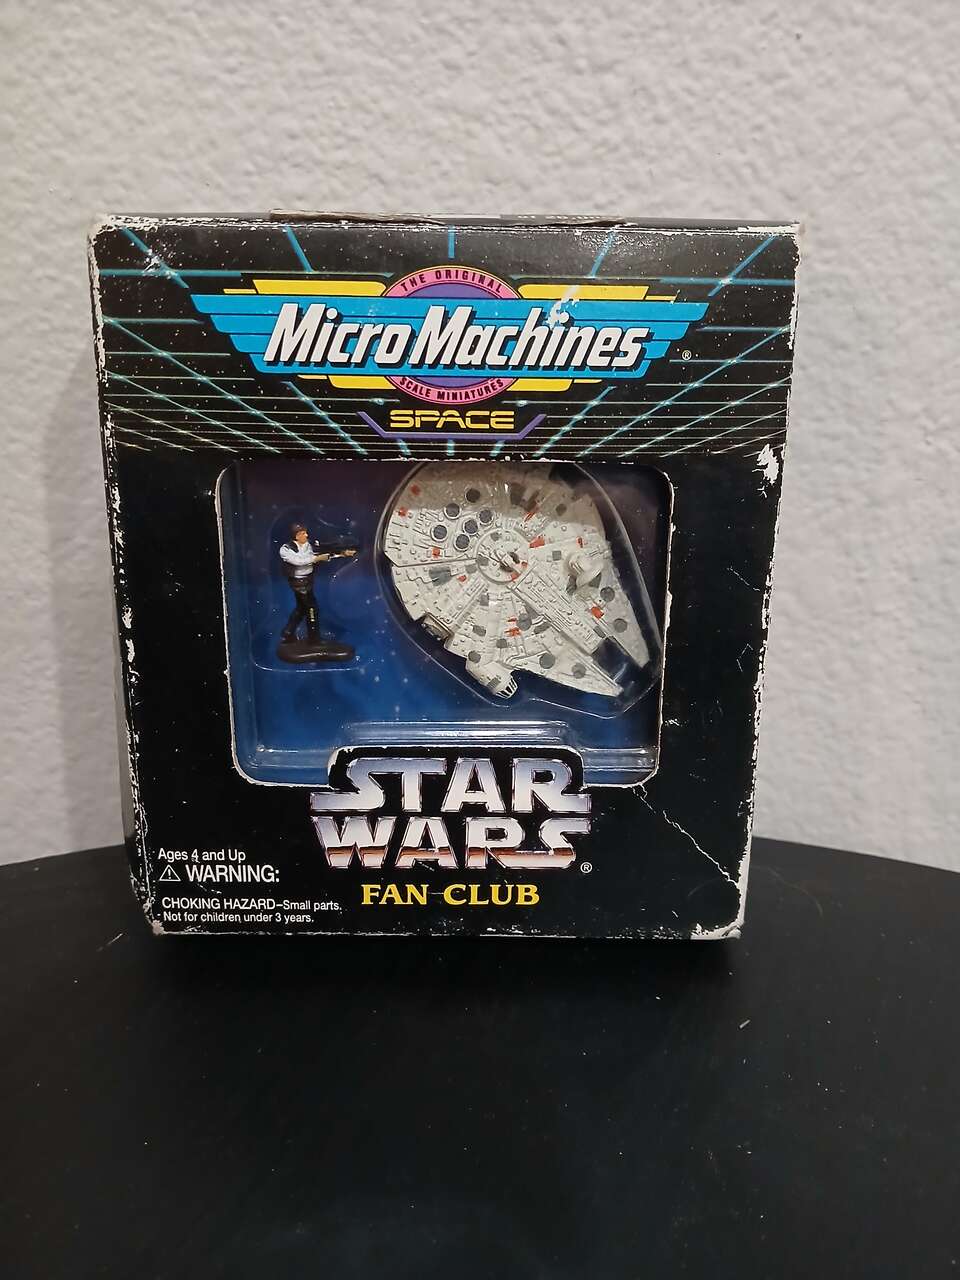 THE ORIGINAL
Micro Machines ®
SCALE MINIATURES
SPACE
STAR
WARS ®
FAN CLUB
Ages 4 and Up
⚠ WARNING:
CHOKING HAZARD–Small parts.
Not for children under 3 years.